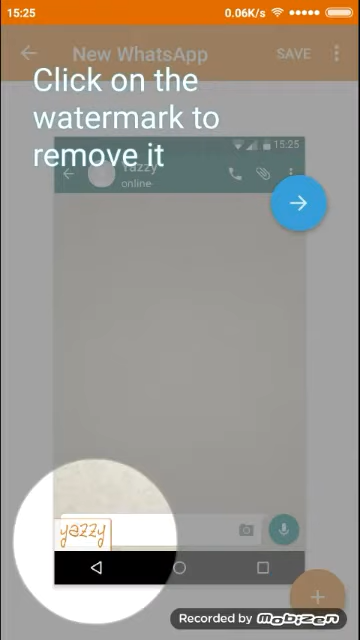 15:25
0.06K/s
New WhatsApp
SAVE
Click on the
watermark to
remove it
15:25
Yazzy
online
yazzy
Recorded by Mobizen